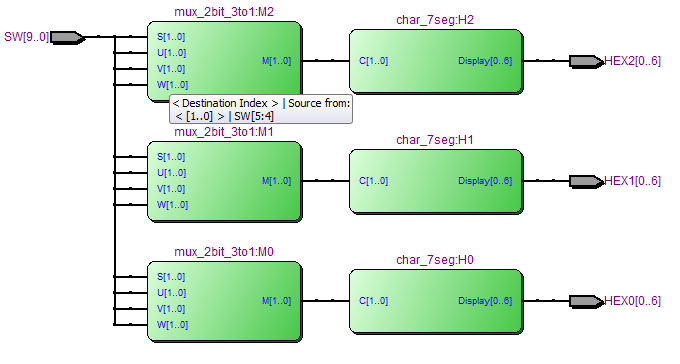 mux_2bit_3to1:M2 char_7seg:H2
SW[9..0] S[1..0]
U[1..0] M[1..0] C[1..0] Display[0..6] HEX2[0..6]
V[1..0]
W[1..0]
< Destination Index > | Source from:
< [1..0] > | SW[5:4]
mux_2bit_3to1:M1 char_7seg:H1
S[1..0]
U[1..0] M[1..0] C[1..0] Display[0..6] HEX1[0..6]
V[1..0]
W[1..0]
mux_2bit_3to1:M0 char_7seg:H0
S[1..0]
U[1..0] M[1..0] C[1..0] Display[0..6] HEX0[0..6]
V[1..0]
W[1..0]